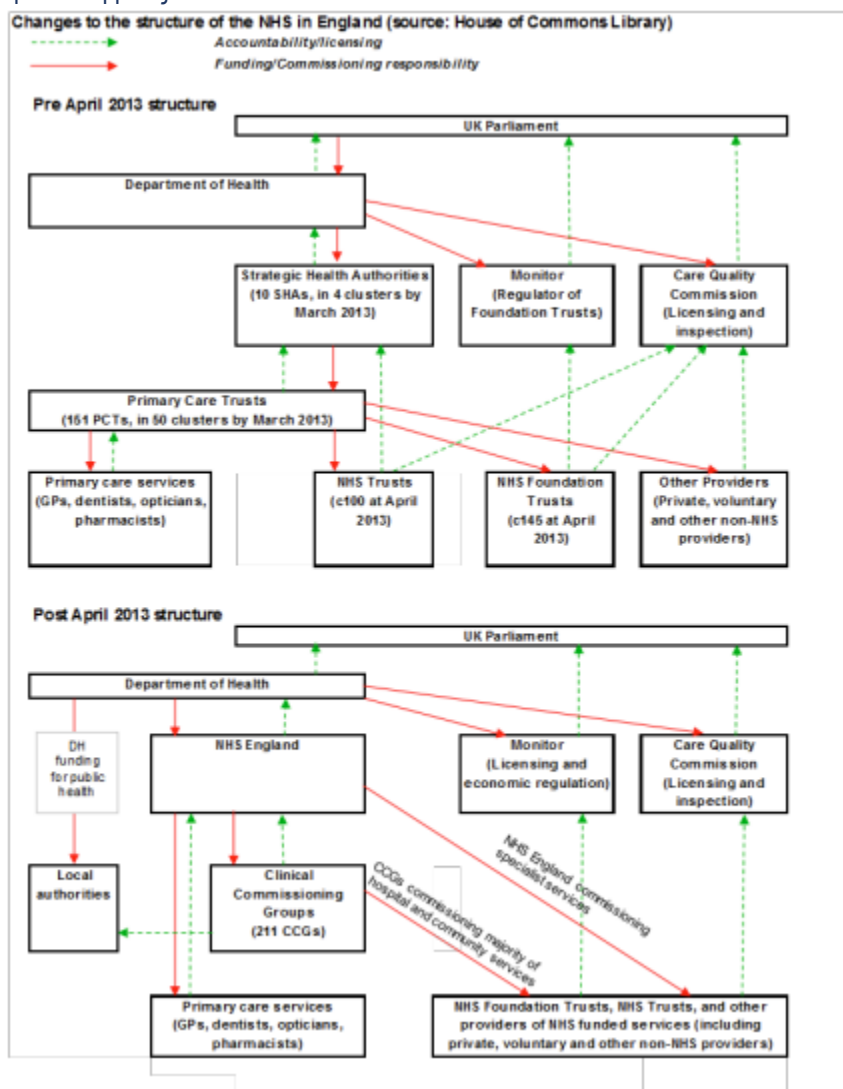 Changes to the structure of the NHS in England (source: House of Commons Library)
Accountability/licensing
Funding/Commissioning responsibility
Pre April 2013 structure
UK Parliament
Department of Health
Strategic Health Authorities
(10 SHAs, in 4 clusters by
March 2013)
Monitor
(Regulator of
Foundation Trusts)
Care Quality
Commission
(Licensing and
inspection)
Primary Care Trusts
(151 PCTs, in 50 clusters by March 2013)
Primary care services
(GPs, dentists, opticians,
pharmacists)
NHS Trusts
(c100 at April
2013)
NHS Foundation
Trusts
(c145 at April
2013)
Other Providers
(Private, voluntary
and other non-NHS
providers)
Post April 2013 structure
UK Parliament
Department of Health
DH
funding
for public
health
NHS England
Monitor
(Licensing and
economic regulation)
Care Quality
Commission
(Licensing and
inspection)
Local
authorities
Clinical
Commissioning
Groups
(211 CCGs)
CCGs commissioning majority of
hospital and community services
NHS England commissioning
specialist services
Primary care services
(GPs, dentists, opticians,
pharmacists)
NHS Foundation Trusts, NHS Trusts, and other
providers of NHS funded services (including
private, voluntary and other non-NHS providers)